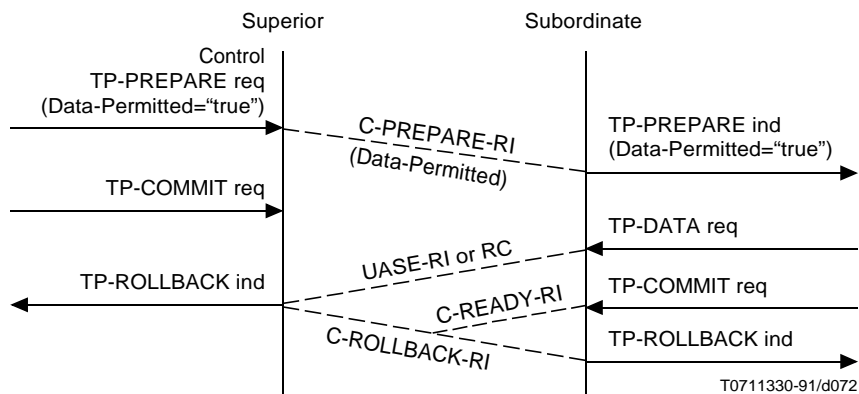 Superior
Subordinate
Control
TP-PREPARE req
(Data-Permitted=“true”)
C-PREPARE-RI
(Data-Permitted)
TP-PREPARE ind
(Data-Permitted=“true”)
TP-COMMIT req
TP-DATA req
UASE-RI or RC
TP-ROLLBACK ind
C-READY-RI
TP-COMMIT req
C-ROLLBACK-RI
TP-ROLLBACK ind
T0711330-91/d072